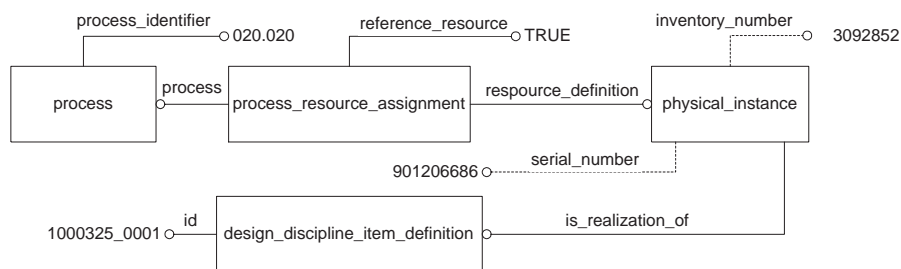 process_identifier
reference_resource
inventory_number
020.020
TRUE
3092852
process
process
process_resource_assignment
respource_definition
physical_instance
901206686
serial_number
1000325_0001
id
design_discipline_item_definition
is_realization_of